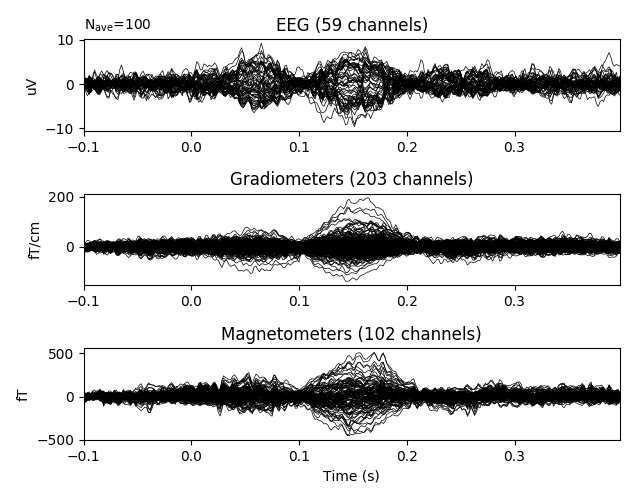 N_ave=100
EEG (59 channels)
10
0
−10
uV
−0.1 0.0 0.1 0.2 0.3
Gradiometers (203 channels)
200
0
fT/cm
−0.1 0.0 0.1 0.2 0.3
Magnetometers (102 channels)
500
0
−500
fT
−0.1 0.0 0.1 0.2 0.3
Time (s)